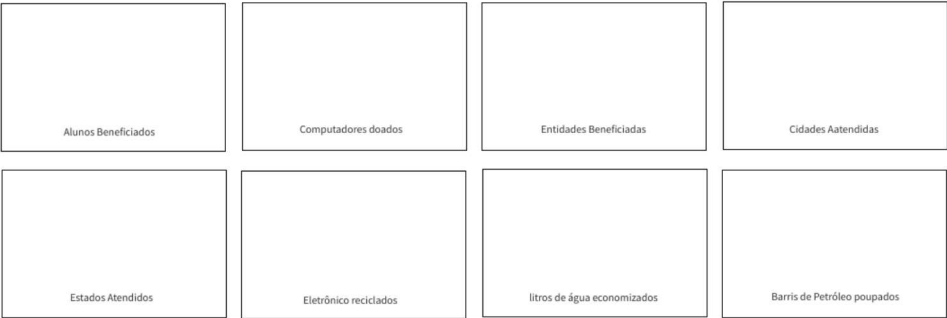 Alunos Beneficiados
Computadores doados
Entidades Beneficiadas
Cidades Aatendidas
Estados Atendidos
Eletrônico reciclados
litros de água economizados
Barris de Petróleo poupados